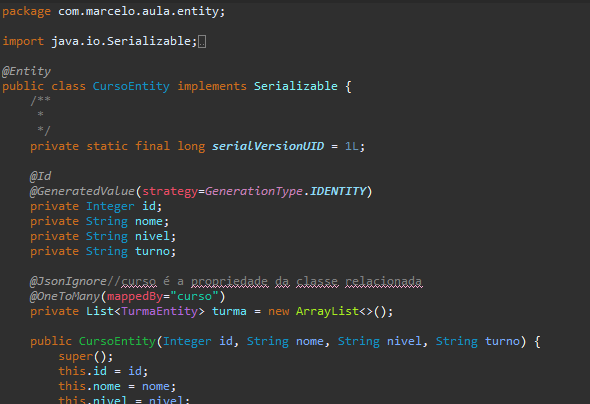 package com.marcelo.aula.entity;
import java.io.Serializable;
@Entity
public class CursoEntity implements Serializable {
/**
*
*/
private static final long serialVersionUID = 1L;
@Id
@GeneratedValue(strategy=GenerationType.IDENTITY)
private Integer id;
private String nome;
private String nivel;
private String turno;
@JsonIgnore//curso é a propriedade da classe relacionada
@OneToMany(mappedBy="curso")
private List<TurmaEntity> turma = new ArrayList<>();
public CursoEntity(Integer id, String nome, String nivel, String turno) {
super();
this.id = id;
this.nome = nome;
this.nivel = nivel;